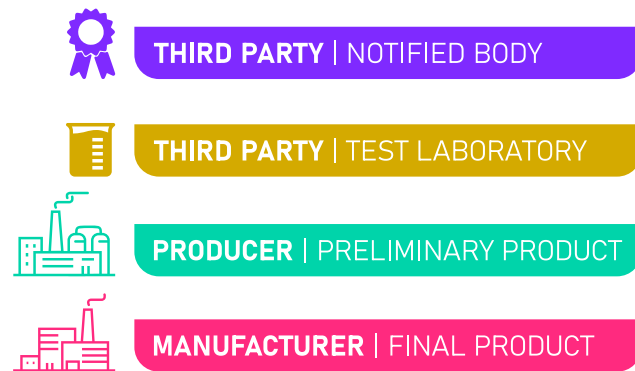 THIRD PARTY | NOTIFIED BODY
THIRD PARTY | TEST LABORATORY
PRODUCER | PRELIMINARY PRODUCT
MANUFACTURER | FINAL PRODUCT